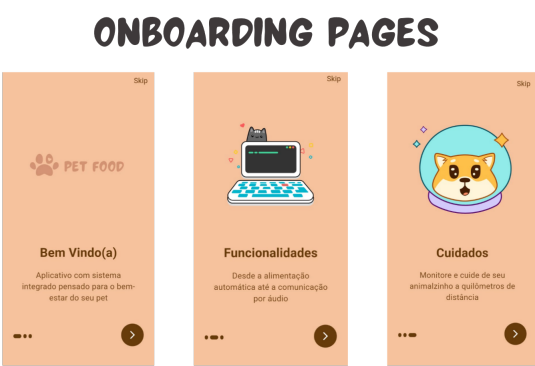 ONBOARDING PAGES
Skip
PET FOOD
Bem Vindo(a)
Aplicativo com sistema
integrado pensado para o bem-
estar do seu pet
Skip
Funcionalidades
Desde a alimentação
automática até a comunicação
por áudio
Skip
Cuidados
Monitore e cuide de seu
animalzinho a quilômetros de
distância